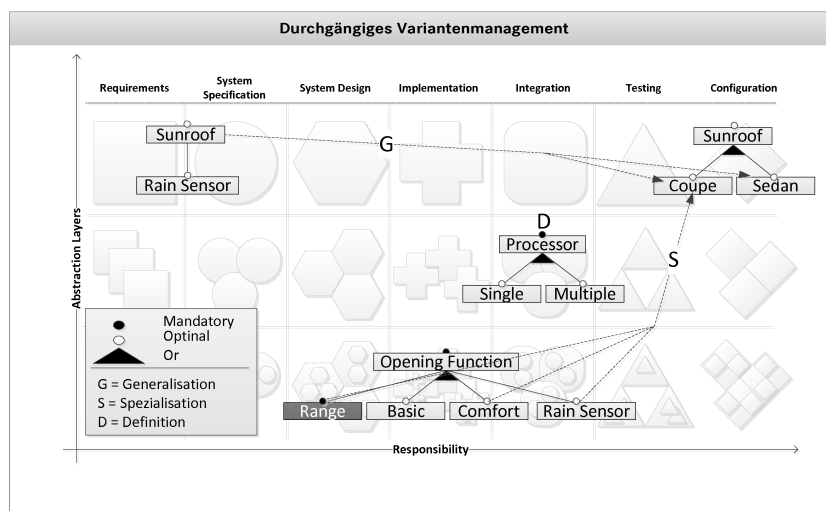 Durchgängiges Variantenmanagement
Requirements
System
Specification
System Design
Implementation
Integration
Testing
Configuration
Sunroof
Rain Sensor
G
Sunroof
Coupe
Sedan
D
Processor
Single
Multiple
S
Abstraction Layers
Mandatory
Optinal
Or
G = Generalisation
S = Spezialisation
D = Definition
Opening Function
Range
Basic
Comfort
Rain Sensor
Responsibility